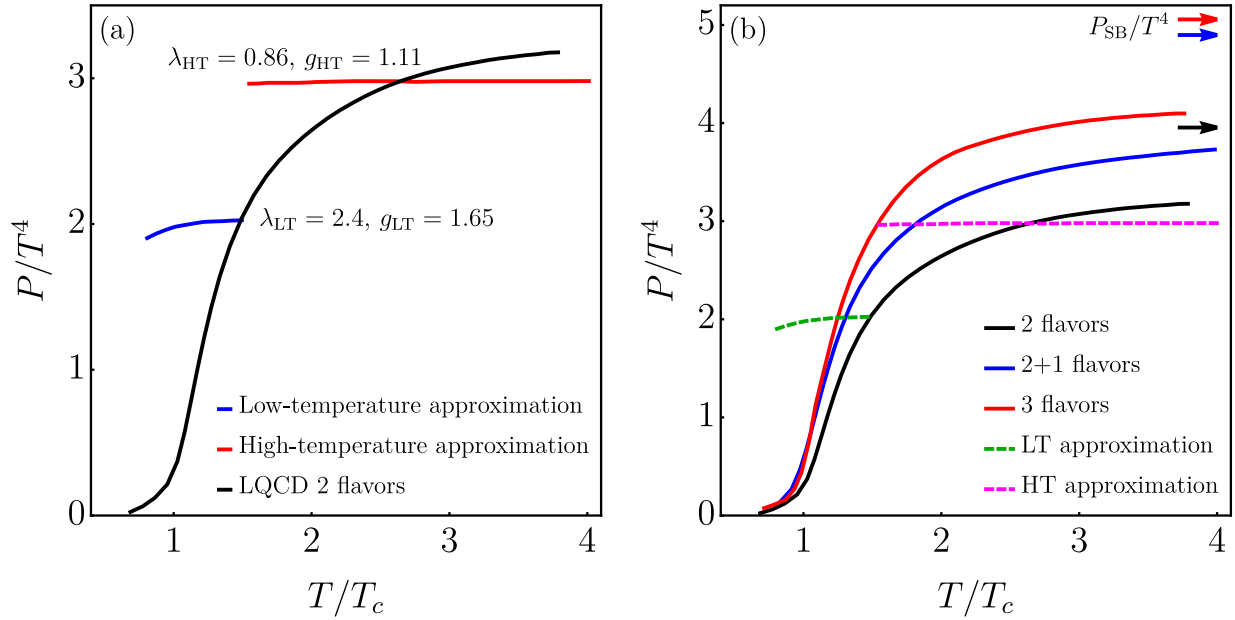 (a)
λ_HT = 0.86, g_HT = 1.11
λ_LT = 2.4, g_LT = 1.65
Low-temperature approximation
High-temperature approximation
LQCD 2 flavors
0
1
2
3
1
2
3
4
P/T^4
T/T_c
(b)
P_SB/T^4
2 flavors
2+1 flavors
3 flavors
LT approximation
HT approximation
0
1
2
3
4
5
1
2
3
4
P/T^4
T/T_c